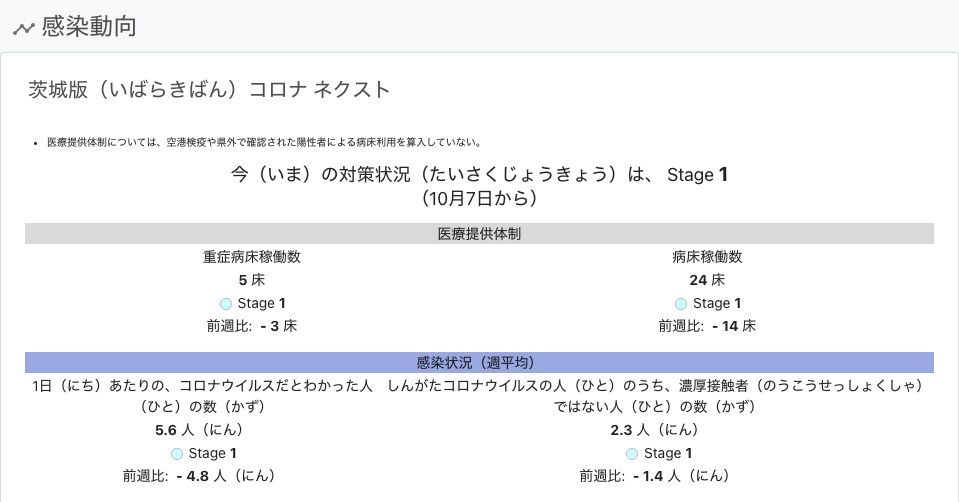 感染動向
茨城版（いばらきばん）コロナ ネクスト
• 医療提供体制については、空港検疫や県外で確認された陽性者による病床利用を算入していない。
今（いま）の対策状況（たいさくじょうきょう）は、 Stage 1
（10月7日から）
医療提供体制
重症病床稼働数
5 床
Stage 1
前週比: - 3 床
病床稼働数
24 床
Stage 1
前週比: - 14 床
感染状況（週平均）
1日（にち）あたりの、コロナウイルスだとわかった人
（ひと）の数（かず）
5.6 人（にん）
Stage 1
前週比: - 4.8 人（にん）
しんがたコロナウイルスの人（ひと）のうち、濃厚接触者（のうこうせっしょくしゃ）
ではない人（ひと）の数（かず）
2.3 人（にん）
Stage 1
前週比: - 1.4 人（にん）